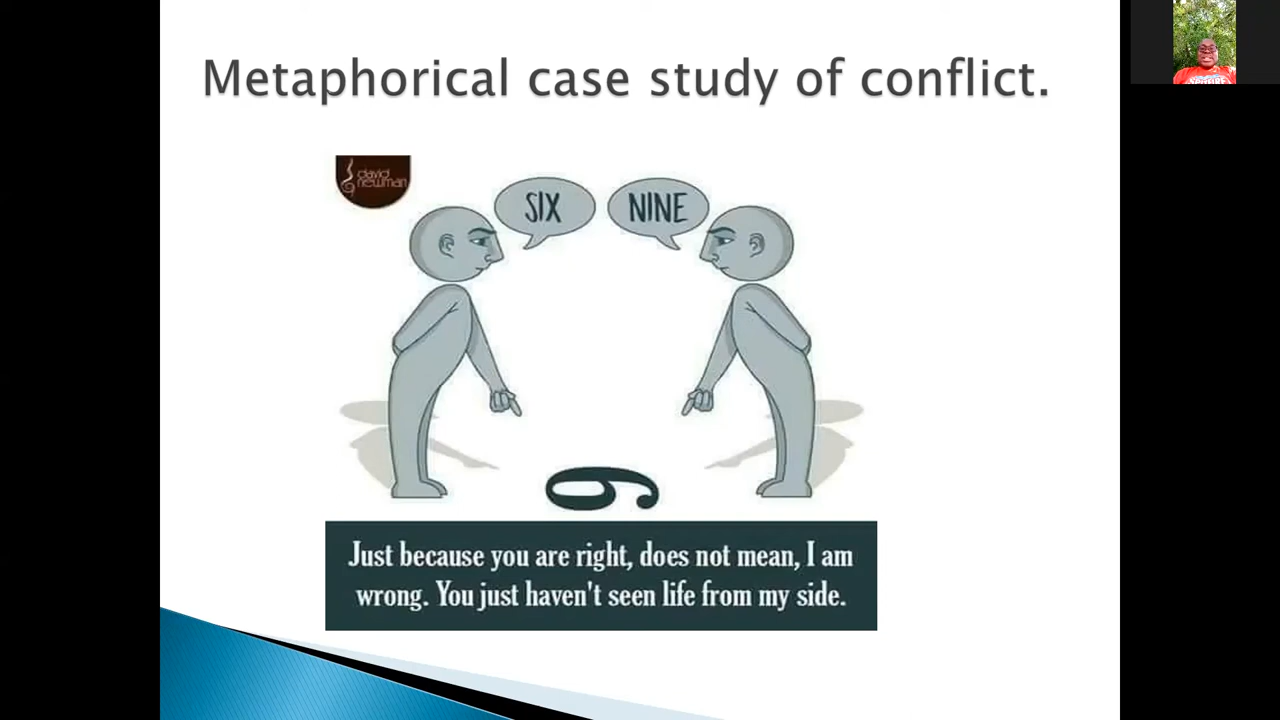 Metaphorical case study of conflict.
david
newman
SIX
NINE
6
Just because you are right, does not mean, I am
wrong. You just haven't seen life from my side.